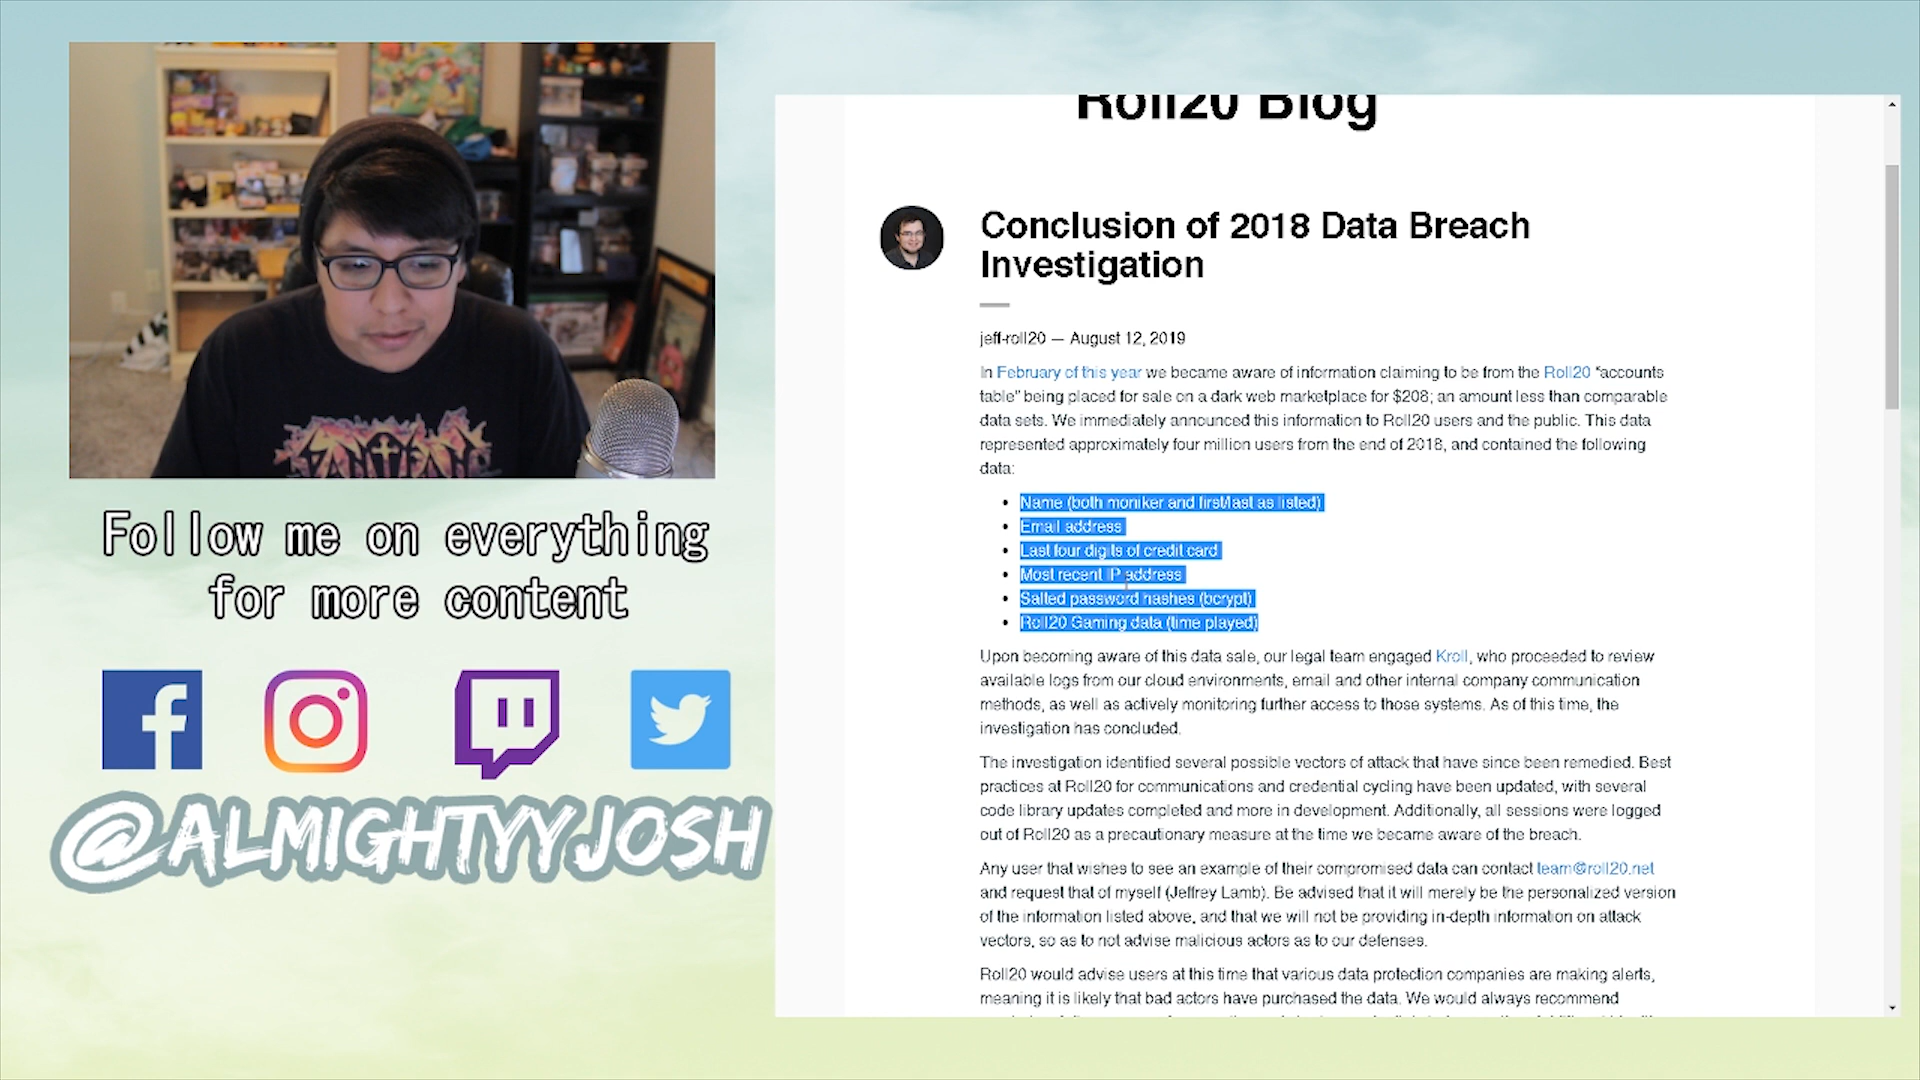 Roll20 Blog
Conclusion of 2018 Data Breach
Investigation
jeff-roll20 — August 12, 2019
In February of this year we became aware of information claiming to be from the Roll20 "accounts
table" being placed for sale on a dark web marketplace for $208; an amount less than comparable
data sets. We immediately announced this information to Roll20 users and the public. This data
represented approximately four million users from the end of 2018, and contained the following
data:
• Name (both moniker and first/last as listed)
• Email address
• Last four digits of credit card
• Most recent IP address
• Salted password hashes (bcrypt)
• Roll20 Gaming data (time played)
Upon becoming aware of this data sale, our legal team engaged Kroll, who proceeded to review
available logs from our cloud environments, email and other internal company communication
methods, as well as actively monitoring further access to those systems. As of this time, the
investigation has concluded.
The investigation identified several possible vectors of attack that have since been remedied. Best
practices at Roll20 for communications and credential cycling have been updated, with several
code library updates completed and more in development. Additionally, all sessions were logged
out of Roll20 as a precautionary measure at the time we became aware of the breach.
Any user that wishes to see an example of their compromised data can contact team@roll20.net
and request that of myself (Jeffrey Lamb). Be advised that it will merely be the personalized version
of the information listed above, and that we will not be providing in-depth information on attack
vectors, so as to not advise malicious actors as to our defenses.
Roll20 would advise users at this time that various data protection companies are making alerts,
meaning it is likely that bad actors have purchased the data. We would always recommend
Follow me on everything
for more content
@ALMIGHTYYJOSH